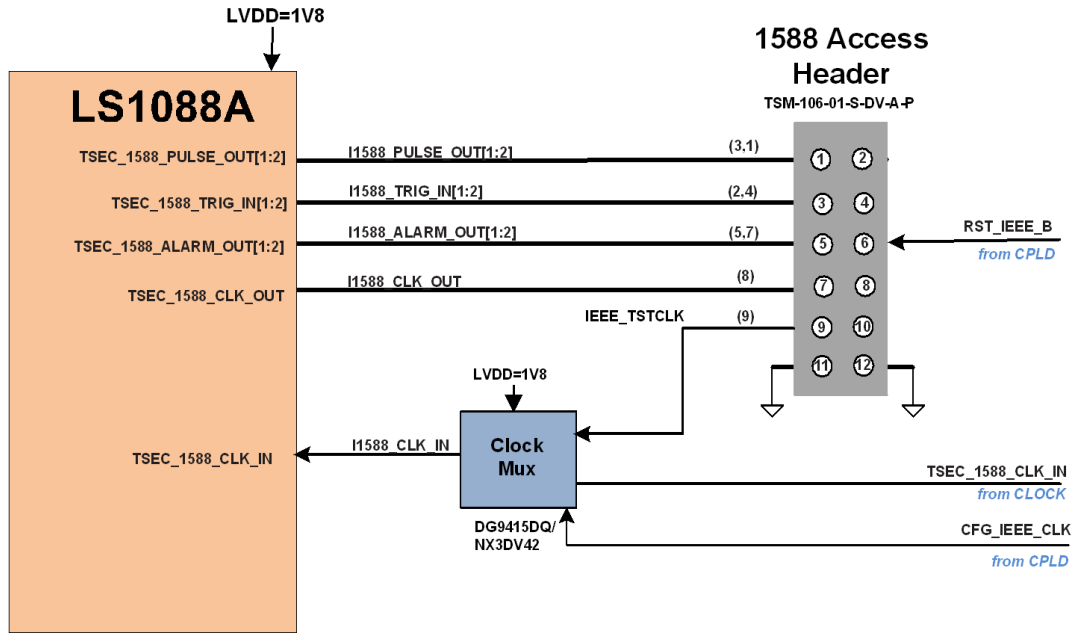 LVDD=1V8
1588 Access
Header
TSM-106-01-S-DV-A-P
LS1088A
TSEC_1588_PULSE_OUT[1:2]
I1588_PULSE_OUT[1:2]
(3,1)
1
2
TSEC_1588_TRIG_IN[1:2]
I1588_TRIG_IN[1:2]
(2,4)
3
4
TSEC_1588_ALARM_OUT[1:2]
I1588_ALARM_OUT[1:2]
(5,7)
5
6
RST_IEEE_B
from CPLD
TSEC_1588_CLK_OUT
I1588_CLK_OUT
(8)
7
8
IEEE_TSTCLK
(9)
9
10
11
12
LVDD=1V8
TSEC_1588_CLK_IN
I1588_CLK_IN
Clock
Mux
TSEC_1588_CLK_IN
from CLOCK
DG9415DQ/
NX3DV42
CFG_IEEE_CLK
from CPLD